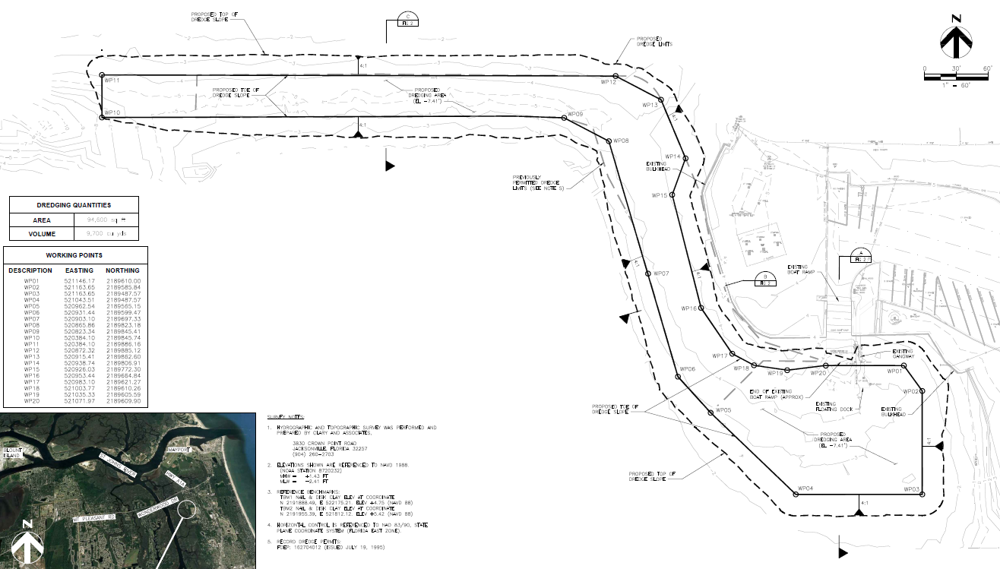 PROPOSED TOP OF
DREDGE SLOPE
C
FIG 2
PROPOSED
DREDGE LIMITS
N
0 30' 60'
1" = 60'
WP11
4:1
WP12
PROPOSED TOE OF
DREDGE SLOPE
PROPOSED
DREDGING AREA
(EL -7.41')
WP13
4:1
WP10
4:1
WP09
WP08
WP14
EXISTING
BULKHEAD
PREVIOUSLY
PERMITTED DREDGE
LIMITS (SEE NOTE 5)
WP15
DREDGING QUANTITIES
AREA 94,600 sq ft
VOLUME 9,700 cu yds
WORKING POINTS
DESCRIPTION EASTING NORTHING
WP01 521146.17 2189610.00
WP02 521163.65 2189585.84
WP03 521163.65 2189487.57
WP04 521043.51 2189487.57
WP05 520962.54 2189565.15
WP06 520931.44 2189599.47
WP07 520903.10 2189697.33
WP08 520865.86 2189823.18
WP09 520823.34 2189845.41
WP10 520384.10 2189845.74
WP11 520384.10 2189886.16
WP12 520872.32 2189885.12
WP13 520915.41 2189862.60
WP14 520938.74 2189806.91
WP15 520926.03 2189772.30
WP16 520953.44 2189664.84
WP17 520983.10 2189621.27
WP18 521003.77 2189610.26
WP19 521035.33 2189605.59
WP20 521071.97 2189609.90
4:1
WP07
4:1
B
FIG 2
EXISTING
BOAT RAMP
A
FIG 2
WP16
WP17
WP18
WP19
WP20
WP01
EXISTING
GANGWAY
WP06
WP02
END OF EXISTING
BOAT RAMP (APPROX)
EXISTING
FLOATING DOCK
EXISTING
BULKHEAD
PROPOSED TOE OF
DREDGE SLOPE
WP05
PROPOSED
DREDGING AREA
(EL -7.41')
4:1
PROPOSED TOP OF
DREDGE SLOPE
WP04
WP03
4:1
SURVEY NOTES:
1. HYDROGRAPHIC AND TOPOGRAPHIC SURVEY WAS PERFORMED AND
PREPARED BY CLARY AND ASSOCIATES.
3830 CROWN POINT ROAD
JACKSONVILLE, FLORIDA 32257
(904) 260-2703
2. ELEVATIONS SHOWN ARE REFERENCED TO NAVD 1988.
(NOAA STATION 8720232)
MHW = +1.43 FT
MLW = -2.41 FT
3. REFERENCE BENCHMARKS:
TBM1 NAIL & DISK CLAY ELEV AT COORDINATE
N 2191888.49, E 522175.21. ELEV +4.75 (NAVD 88)
TBM2 NAIL & DISK CLAY ELEV AT COORDINATE
N 2191955.39, E 521812.12. ELEV +5.42 (NAVD 88)
4. HORIZONTAL CONTROL IS REFERENCED TO NAD 83/90, STATE
PLANE COORDINATE SYSTEM (FLORIDA EAST ZONE).
5. RECORD DREDGE PERMITS:
FDEP: 162704012 (ISSUED JULY 19, 1995)
BLOUNT
ISLAND
ST JOHNS RIVER
MAYPORT
HWY A1A
WONDERWOOD DR
MT PLEASANT RD
N